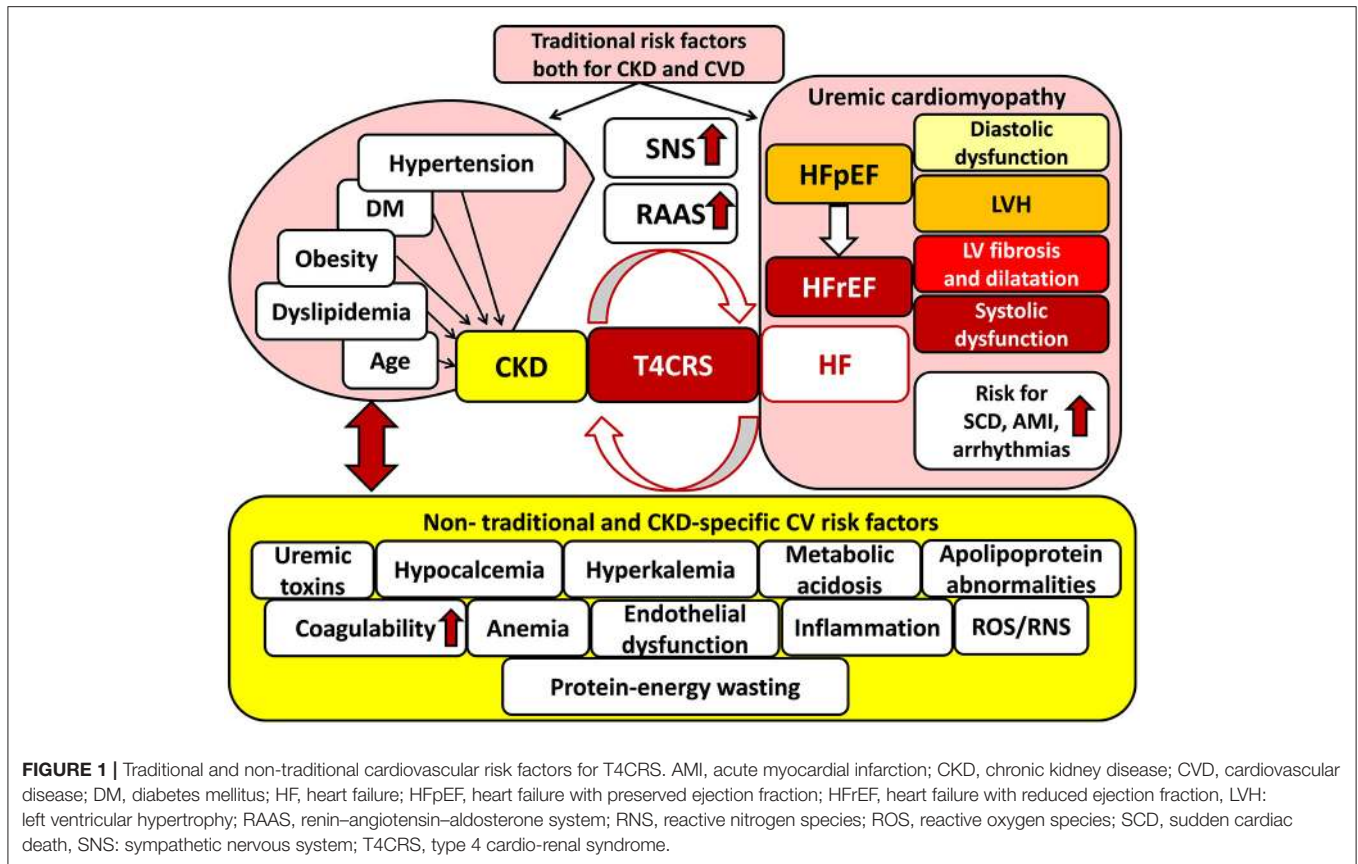 Traditional risk factors
both for CKD and CVD
Hypertension
DM
Obesity
Dyslipidemia
Age
CKD
SNS
RAAS
T4CRS
Uremic cardiomyopathy
HFpEF
HFrEF
HF
Diastolic
dysfunction
LVH
LV fibrosis
and dilatation
Systolic
dysfunction
Risk for
SCD, AMI,
arrhythmias
Non- traditional and CKD-specific CV risk factors
Uremic
toxins
Hypocalcemia
Hyperkalemia
Metabolic
acidosis
Apolipoprotein
abnormalities
Coagulability
Anemia
Endothelial
dysfunction
Inflammation
ROS/RNS
Protein-energy wasting
FIGURE 1 | Traditional and non-traditional cardiovascular risk factors for T4CRS. AMI, acute myocardial infarction; CKD, chronic kidney disease; CVD, cardiovascular
disease; DM, diabetes mellitus; HF, heart failure; HFpEF, heart failure with preserved ejection fraction; HFrEF, heart failure with reduced ejection fraction, LVH:
left ventricular hypertrophy; RAAS, renin–angiotensin–aldosterone system; RNS, reactive nitrogen species; ROS, reactive oxygen species; SCD, sudden cardiac
death, SNS: sympathetic nervous system; T4CRS, type 4 cardio-renal syndrome.